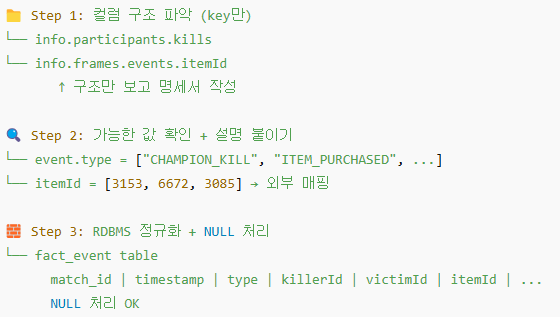 📁 Step 1: 컬럼 구조 파악 (key만)
└── info.participants.kills
└── info.frames.events.itemId
↑ 구조만 보고 명세서 작성
🔍 Step 2: 가능한 값 확인 + 설명 붙이기
└── event.type = ["CHAMPION_KILL", "ITEM_PURCHASED", ...]
└── itemId = [3153, 6672, 3085] → 외부 매핑
🧱 Step 3: RDBMS 정규화 + NULL 처리
└── fact_event table
match_id | timestamp | type | killerId | victimId | itemId | ...
NULL 처리 OK